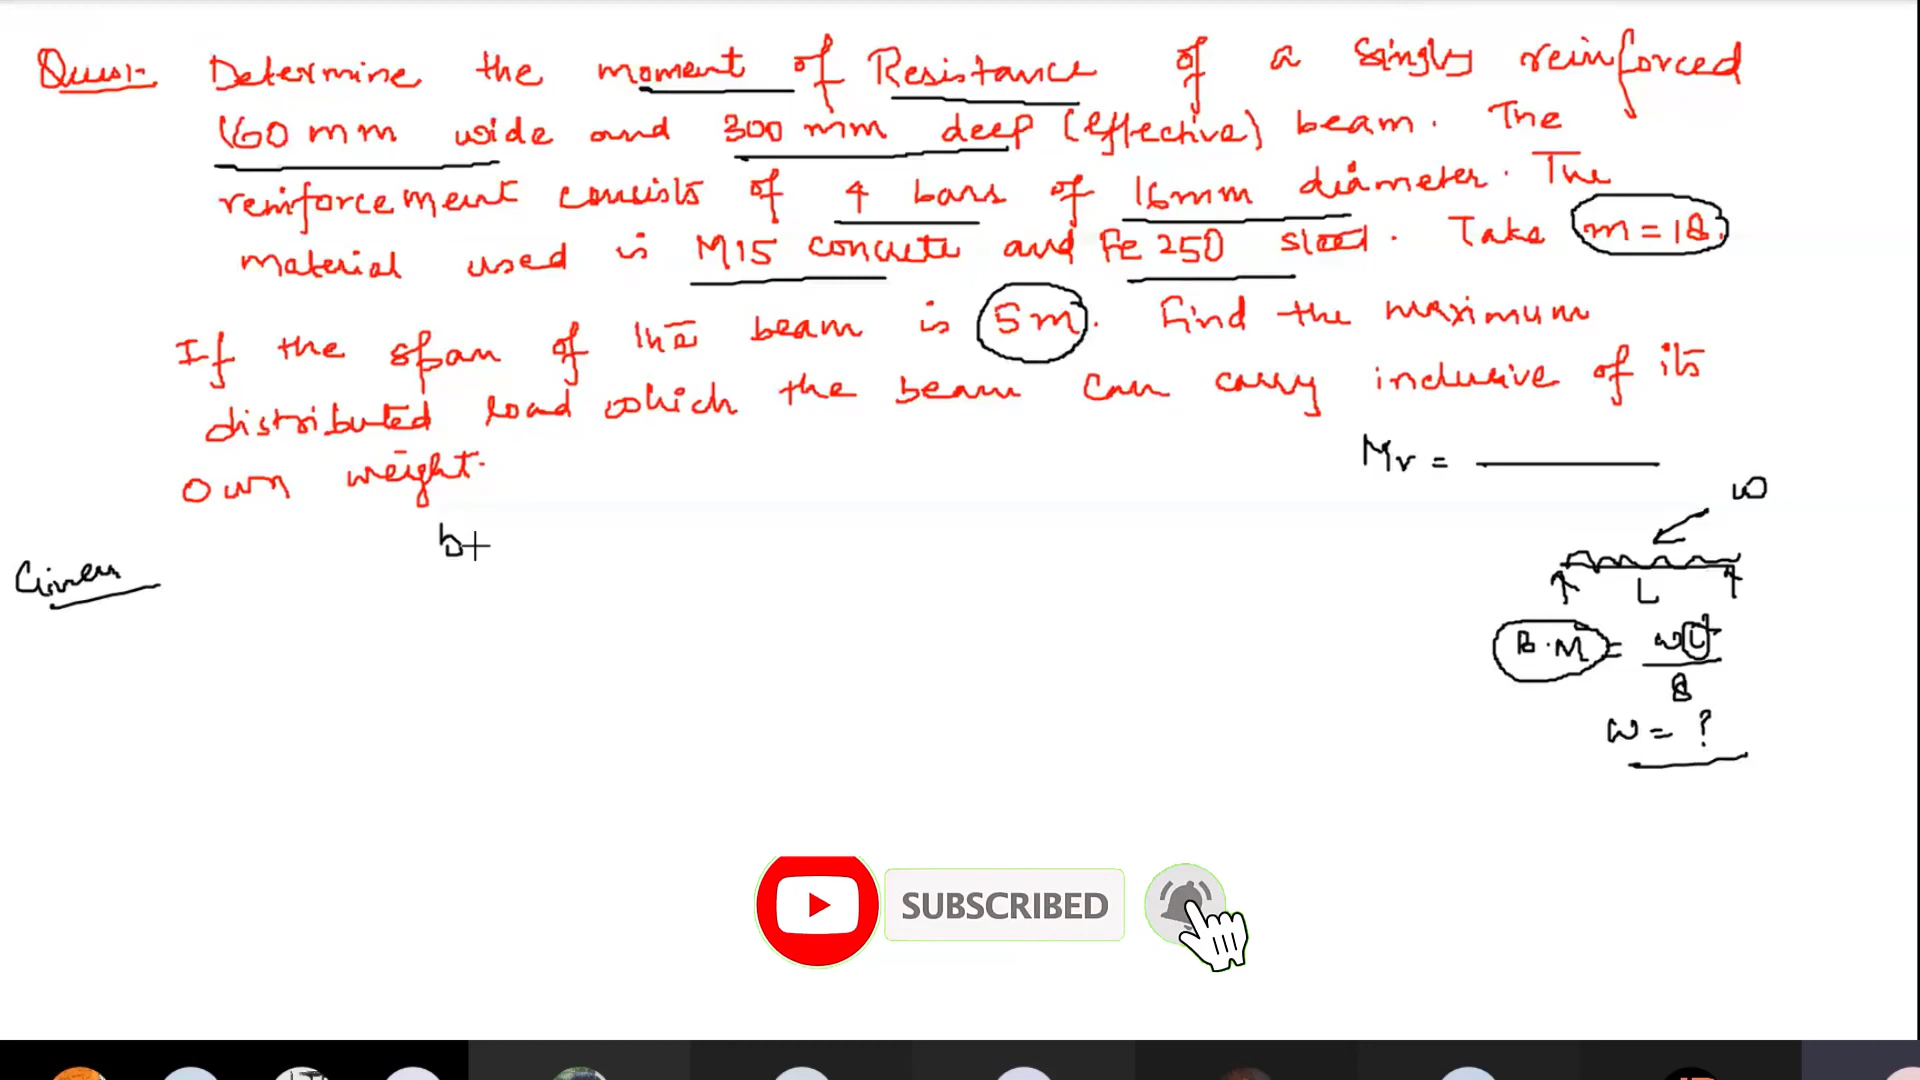 Ques:- Determine the moment of Resistance of a singly reinforced
160 mm wide and 300 mm deep (effective) beam. The
reinforcement consists of 4 bars of 16mm diameter. The
material used is M15 concrete and Fe 250 steel. Take m = 18.
If the span of the beam is 5m. Find the maximum
distributed load which the beam can carry inclusive of its
own weight.
Mr =
w
b
Given
L
B.M = wl²
8
w = ?
SUBSCRIBED